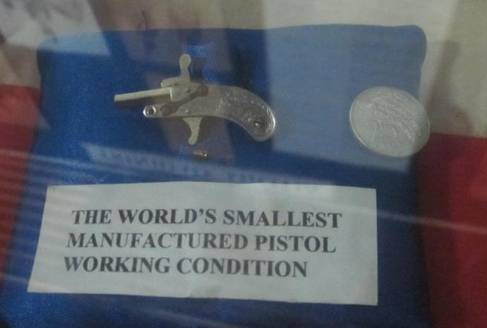 THE WORLD'S SMALLEST
MANUFACTURED PISTOL
WORKING CONDITION